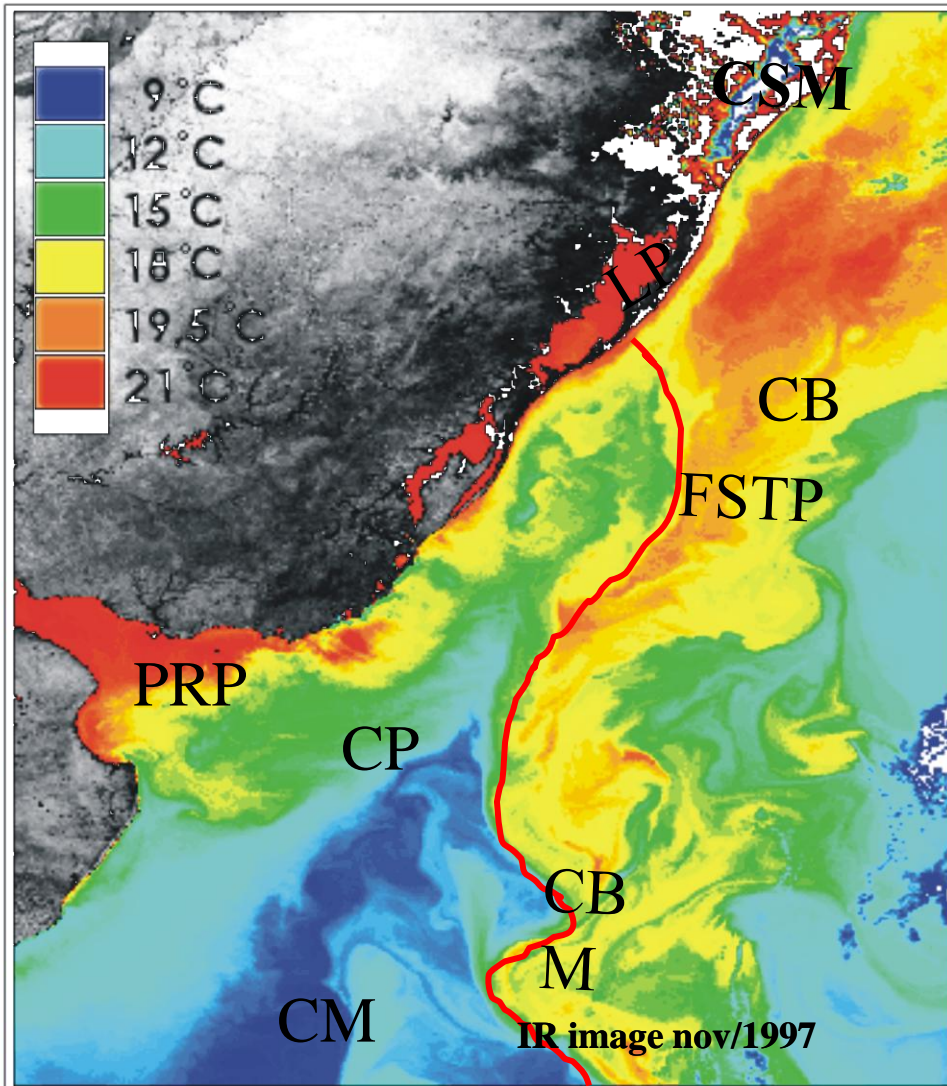 9°C
12°C
15°C
18°C
19,5°C
21°C
CSM
LP
CB
FSTP
PRP
CP
CB
M
CM
IR image nov/1997